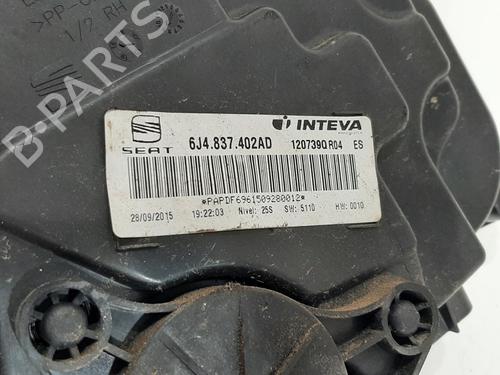 >PP-
1/2 RH
SEAT
6J4.837.402AD
INTEVA
1207390 R04 ES
*PAPDF6961509280012*
28/09/2015 19:22:03 Nivel: 25S SW: 5110 HW: 0010
B-PARTS